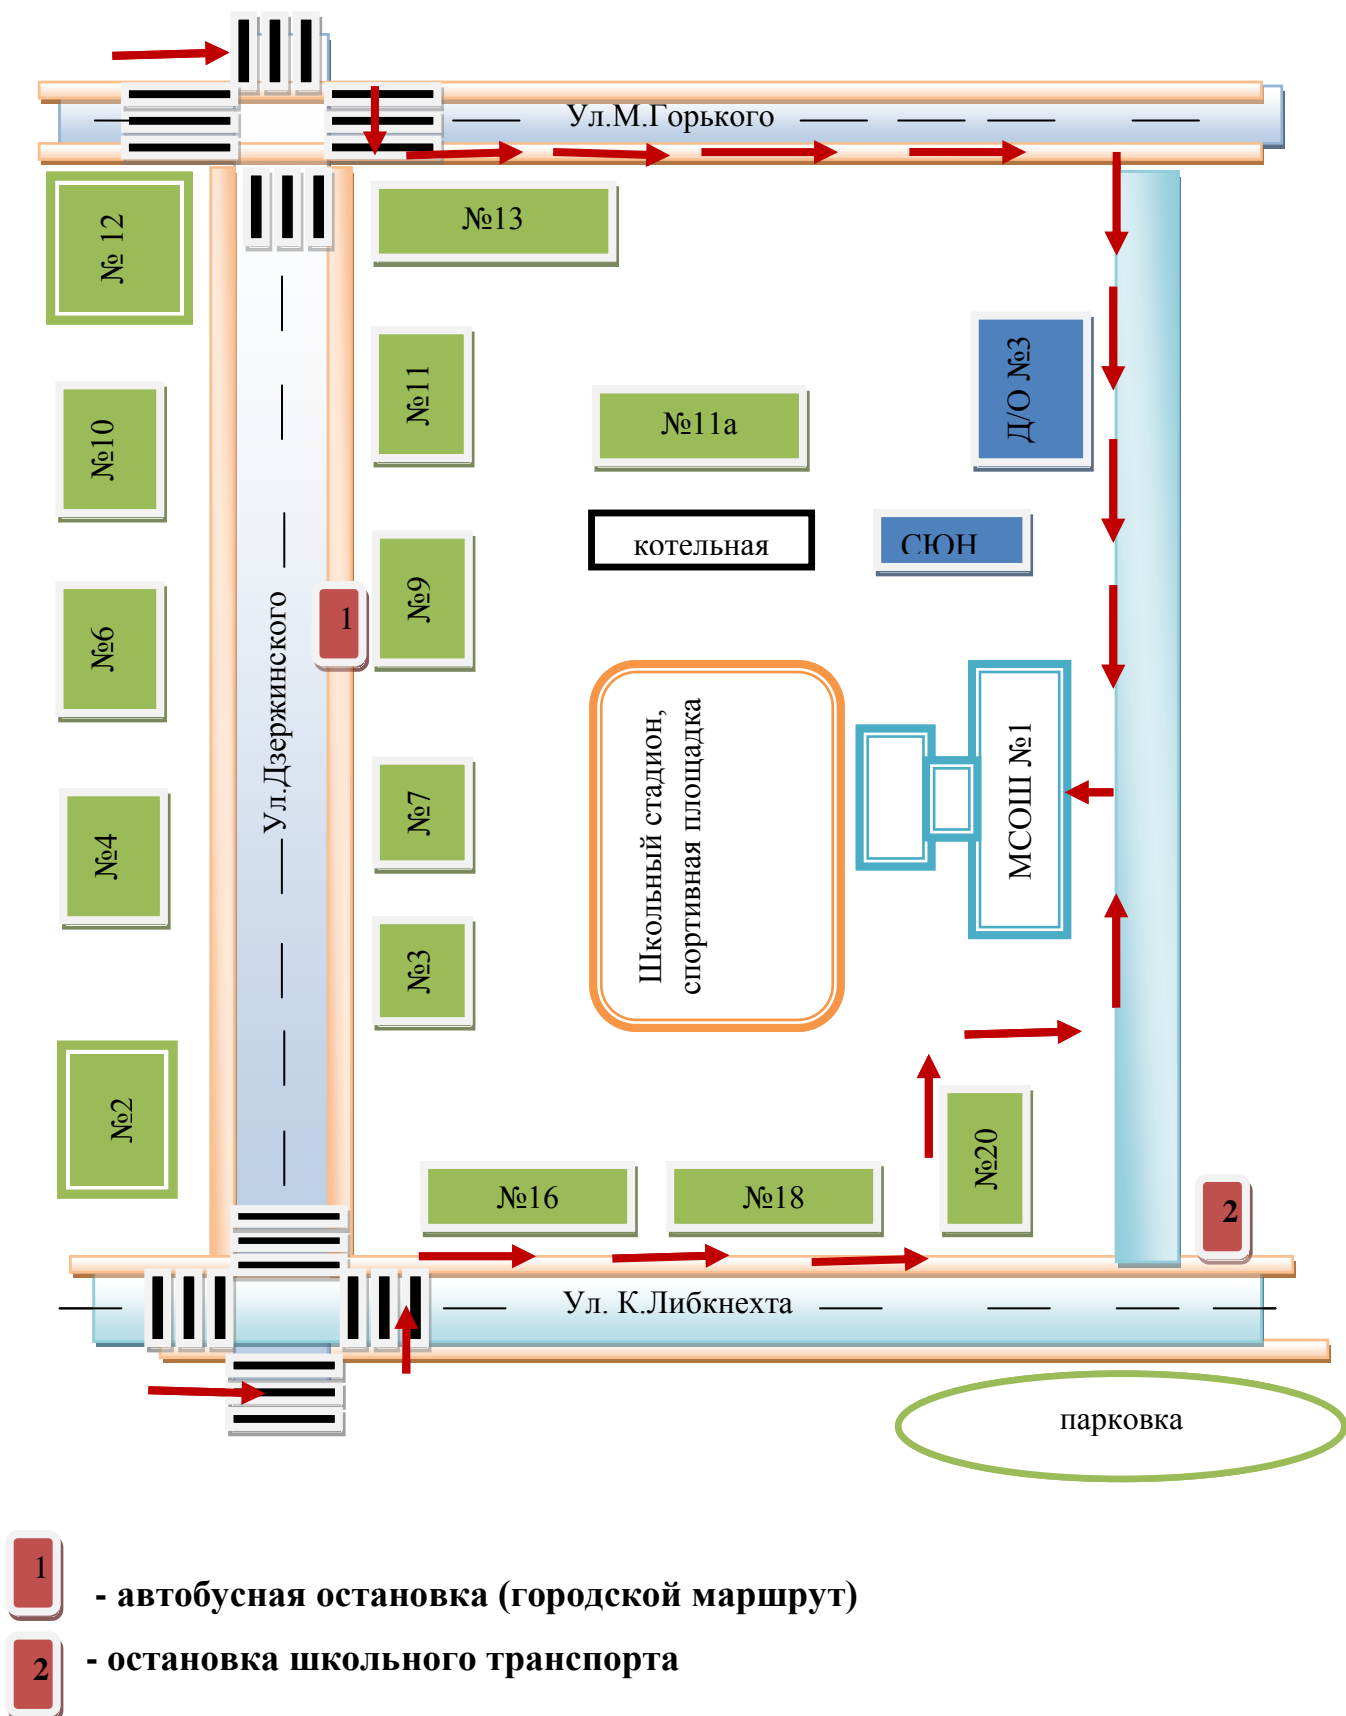 Ул.М.Горького
№ 12
№13
№11
Д/О №3
№10
№11а
котельная
СЮН
№9
1
№6
Ул.Дзержинского
Школьный стадион,
спортивная площадка
МСОШ №1
№7
№4
№3
№2
№20
№16
№18
2
Ул. К.Либкнехта
парковка
1
- автобусная остановка (городской маршрут)
2
- остановка школьного транспорта